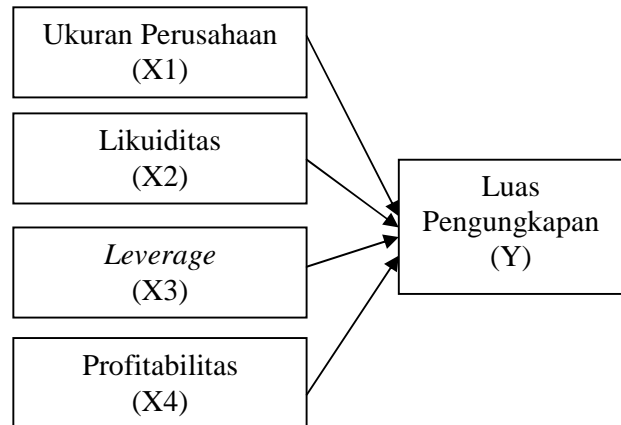 Ukuran Perusahaan
(X1)
Likuiditas
(X2)
Leverage
(X3)
Profitabilitas
(X4)
Luas
Pengungkapan
(Y)